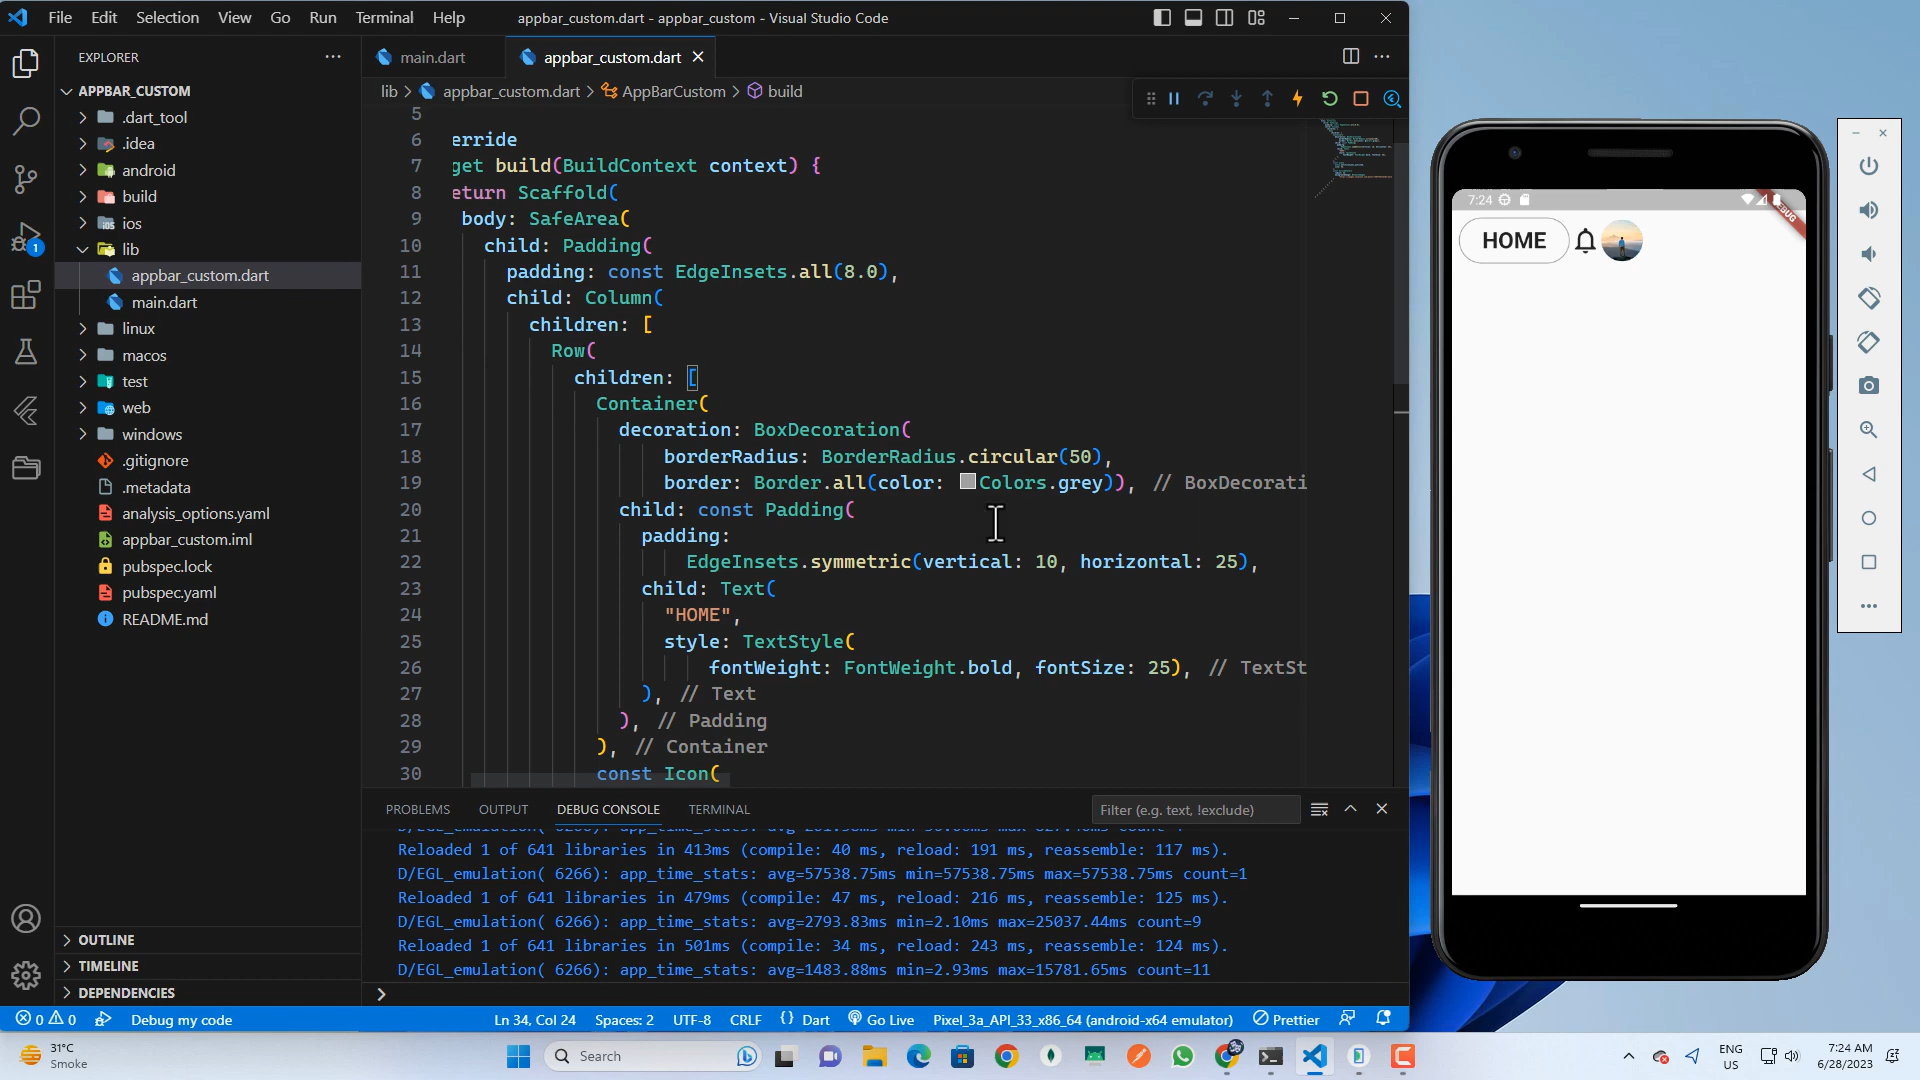 File Edit Selection View Go Run Terminal Help
appbar_custom.dart - appbar_custom - Visual Studio Code
EXPLORER
APPBAR_CUSTOM
.dart_tool
.idea
android
build
ios
lib
appbar_custom.dart
main.dart
linux
macos
test
web
windows
.gitignore
.metadata
analysis_options.yaml
appbar_custom.iml
pubspec.lock
pubspec.yaml
README.md
OUTLINE
TIMELINE
DEPENDENCIES
1
main.dart
appbar_custom.dart
lib > appbar_custom.dart > AppBarCustom > build
5
6 erride
7 get build(BuildContext context) {
8 eturn Scaffold(
9 body: SafeArea(
10 child: Padding(
11 padding: const EdgeInsets.all(8.0),
12 child: Column(
13 children: [
14 Row(
15 children: [
16 Container(
17 decoration: BoxDecoration(
18 borderRadius: BorderRadius.circular(50),
19 border: Border.all(color: Colors.grey)), // BoxDecorati
20 child: const Padding(
21 padding:
22 EdgeInsets.symmetric(vertical: 10, horizontal: 25),
23 child: Text(
24 "HOME",
25 style: TextStyle(
26 fontWeight: FontWeight.bold, fontSize: 25), // TextSt
27 ), // Text
28 ), // Padding
29 ), // Container
30 const Icon(
PROBLEMS OUTPUT DEBUG CONSOLE TERMINAL
Filter (e.g. text, !exclude)
Reloaded 1 of 641 libraries in 413ms (compile: 40 ms, reload: 191 ms, reassemble: 117 ms).
D/EGL_emulation( 6266): app_time_stats: avg=57538.75ms min=57538.75ms max=57538.75ms count=1
Reloaded 1 of 641 libraries in 479ms (compile: 47 ms, reload: 216 ms, reassemble: 125 ms).
D/EGL_emulation( 6266): app_time_stats: avg=2793.83ms min=2.10ms max=25037.44ms count=9
Reloaded 1 of 641 libraries in 501ms (compile: 34 ms, reload: 243 ms, reassemble: 124 ms).
D/EGL_emulation( 6266): app_time_stats: avg=1483.88ms min=2.93ms max=15781.65ms count=11
>
0 0 Debug my code
Ln 34, Col 24 Spaces: 2 UTF-8 CRLF {} Dart Go Live Pixel_3a_API_33_x86_64 (android-x64 emulator) Prettier
7:24
DEBUG
HOME
31°C
Smoke
Search
ENG
US
7:24 AM
6/28/2023